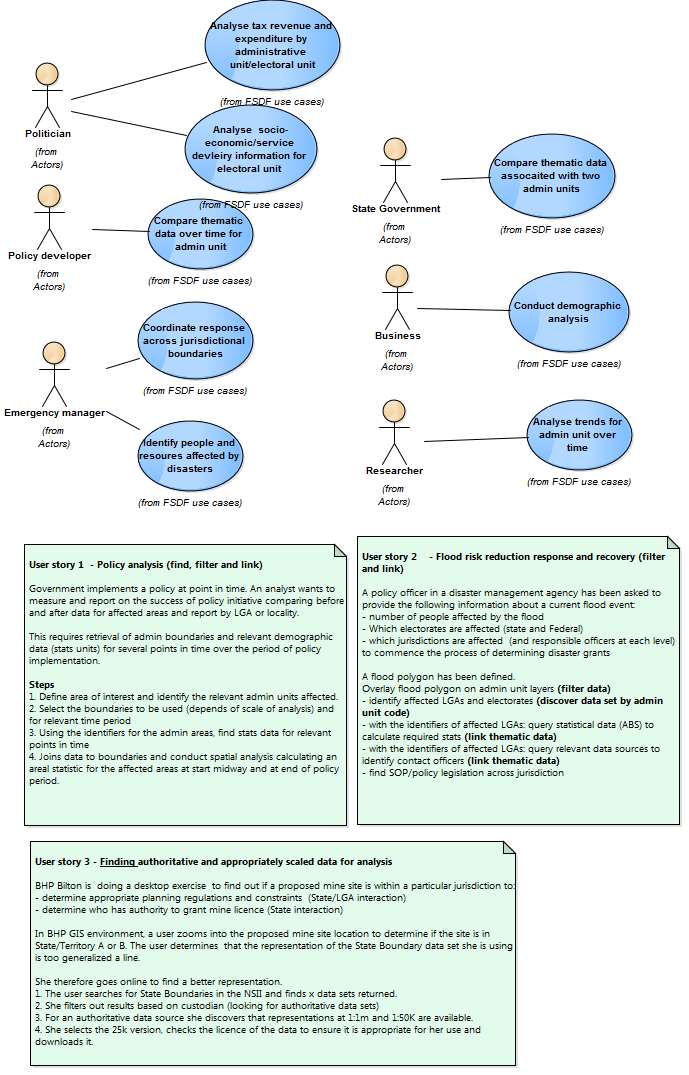 Analyse tax revenue and
expenditure by
administrative
unit/electoral unit
(from FSDF use cases)
Politician
(from
Actors)
Analyse socio-
economic/service
devleiry information for
electoral unit
(from FSDF use cases)
Compare thematic
data over time for
admin unit
(from FSDF use cases)
Policy developer
(from
Actors)
Coordinate response
across jurisdictional
boundaries
(from FSDF use cases)
Emergency manager
(from
Actors)
Identify people and
resoures affected by
disasters
(from FSDF use cases)
Compare thematic data
assocaited with two
admin units
(from FSDF use cases)
State Government
(from
Actors)
Conduct demographic
analysis
(from FSDF use cases)
Business
(from
Actors)
Analyse trends for
admin unit over
time
(from FSDF use cases)
Researcher
(from
Actors)
User story 1 - Policy analysis (find, filter and link)
Government implements a policy at point in time. An analyst wants to
measure and report on the success of policy initiative comparing before
and after data for affected areas and report by LGA or locality.
This requires retrieval of admin boundaries and relevant demographic
data (stats units) for several points in time over the period of policy
implementation.
Steps
1. Define area of interest and identify the relevant admin units affected.
2. Select the boundaries to be used (depends of scale of analysis) and
for relevant time period
3. Using the identifiers for the admin areas, find stats data for relevant
points in time
4. Joins data to boundaries and conduct spatial analysis calculating an
areal statistic for the affected areas at start midway and at end of policy
period.
User story 2 - Flood risk reduction response and recovery (filter
and link)
A policy officer in a disaster management agency has been asked to
provide the following information about a current flood event:
- number of people affected by the flood
- Which electorates are affected (state and Federal)
- which jurisdictions are affected (and responsible officers at each level)
to commence the process of determining disaster grants
A flood polygon has been defined.
Overlay flood polygon on admin unit layers (filter data)
- identify affected LGAs and electorates (discover data set by admin
unit code)
- with the identifiers of affected LGAs: query statistical data (ABS) to
calculate required stats (link thematic data)
- with the identifiers of affected LGAs: query relevant data sources to
identify contact officers (link thematic data)
- find SOP/policy legislation across jurisdiction
User story 3 - Finding authoritative and appropriately scaled data for analysis
BHP Bilton is doing a desktop exercise to find out if a proposed mine site is within a particular jurisdiction to:
- determine appropriate planning regulations and constraints (State/LGA interaction)
- determine who has authority to grant mine licence (State interaction)
In BHP GIS environment, a user zooms into the proposed mine site location to determine if the site is in
State/Territory A or B. The user determines that the representation of the State Boundary data set she is using
is too generalized a line.
She therefore goes online to find a better representation.
1. The user searches for State Boundaries in the NSII and finds x data sets returned.
2. She filters out results based on custodian (looking for authoritative data sets)
3. For an authoritative data source she discovers that representations at 1:1m and 1:50K are available.
4. She selects the 25k version, checks the licence of the data to ensure it is appropriate for her use and
downloads it.